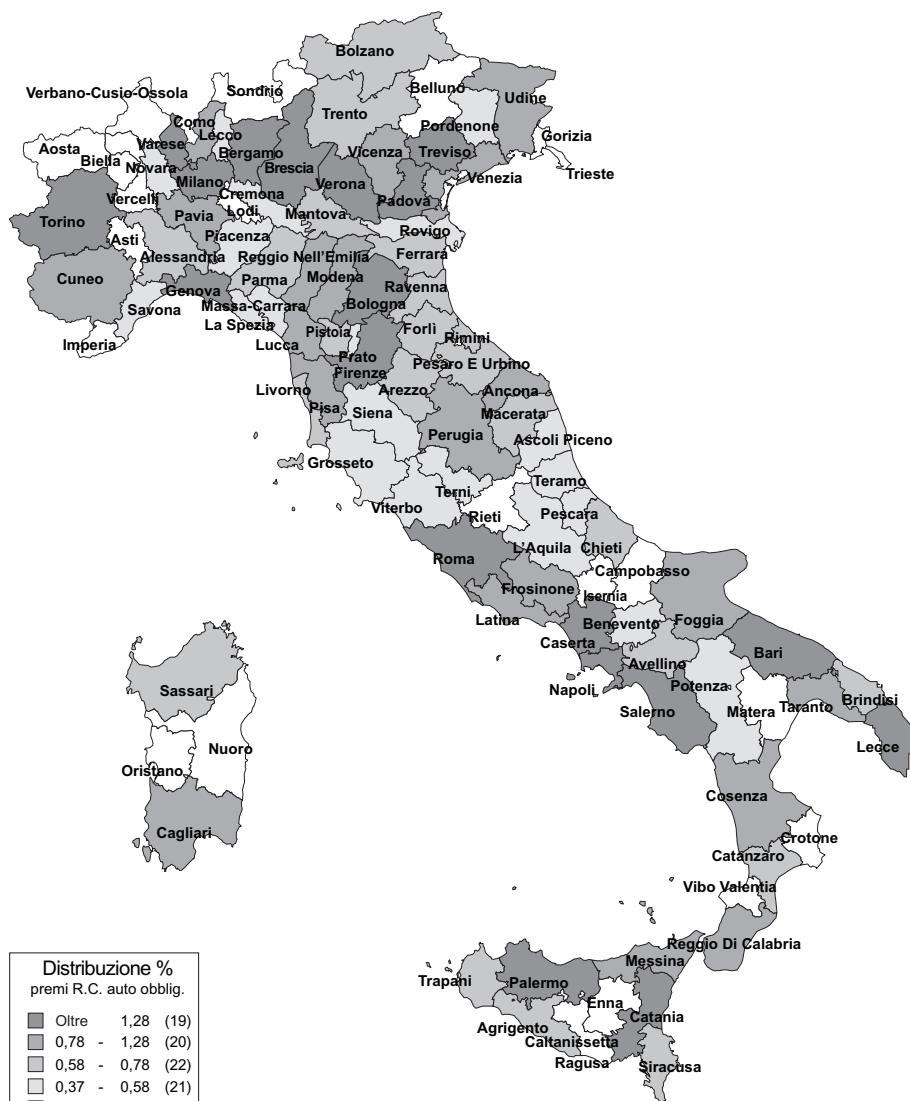 Bolzano
Verbano-Cusio-Ossola
Sondrio
Belluno
Udine
Como
Trento
Lecco
Pordenone
Gorizia
Aosta
Varese
Bergamo
Vicenza
Treviso
Biella
Novara
Brescia
Trieste
Milano
Verona
Venezia
Vercelli
Cremona
Padova
Torino
Pavia
Lodi
Mantova
Asti
Piacenza
Rovigo
Alessandria
Reggio Nell'Emilia
Ferrara
Cuneo
Parma
Modena
Ravenna
Genova
Bologna
Savona
Massa-Carrara
La Spezia
Pistoia
Forlì
Rimini
Imperia
Lucca
Prato
Pesaro E Urbino
Firenze
Livorno
Arezzo
Ancona
Pisa
Siena
Macerata
Perugia
Ascoli Piceno
Grosseto
Terni
Teramo
Viterbo
Rieti
Pescara
Roma
L'Aquila
Chieti
Campobasso
Frosinone
Isernia
Latina
Benevento
Foggia
Caserta
Bari
Avellino
Napoli
Potenza
Sassari
Salerno
Matera
Taranto
Brindisi
Nuoro
Lecce
Oristano
Cosenza
Cagliari
Crotone
Catanzaro
Vibo Valentia
Reggio Di Calabria
Messina
Trapani
Palermo
Enna
Catania
Agrigento
Caltanissetta
Ragusa
Siracusa
Distribuzione %
premi R.C. auto obblig.
Oltre 1,28 (19)
0,78 - 1,28 (20)
0,58 - 0,78 (22)
0,37 - 0,58 (21)